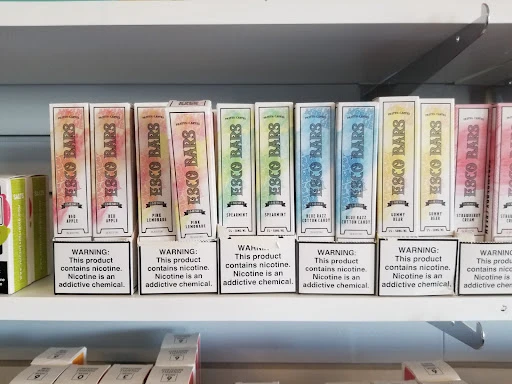 ESCO BARS
RED
APPLE
ESCO BARS
RED
APPLE
ESCO BARS
PINK
LEMONADE
ESCO BARS
PINK
LEMONADE
ESCO BARS
SPEARMINT
ESCO BARS
SPEARMINT
ESCO BARS
BLUE RAZZ
COTTON CANDY
ESCO BARS
BLUE RAZZ
COTTON CANDY
ESCO BARS
GUMMY
BEAR
ESCO BARS
GUMMY
BEAR
ESCO BARS
STRAWBERRY
CREAM
WARNING:
This product
contains nicotine.
Nicotine is an
addictive chemical.
WARNING:
This product
contains nicotine.
Nicotine is an
addictive chemical.
This product
contains nicotine.
Nicotine is an
addictive chemical.
WARNING:
This product
contains nicotine.
Nicotine is an
addictive chemical.
WARNING:
This product
contains nicotine.
Nicotine is an
addictive chemical.
WARNING:
This product
contains nicotine.
Nicotine is an
addictive chemical.